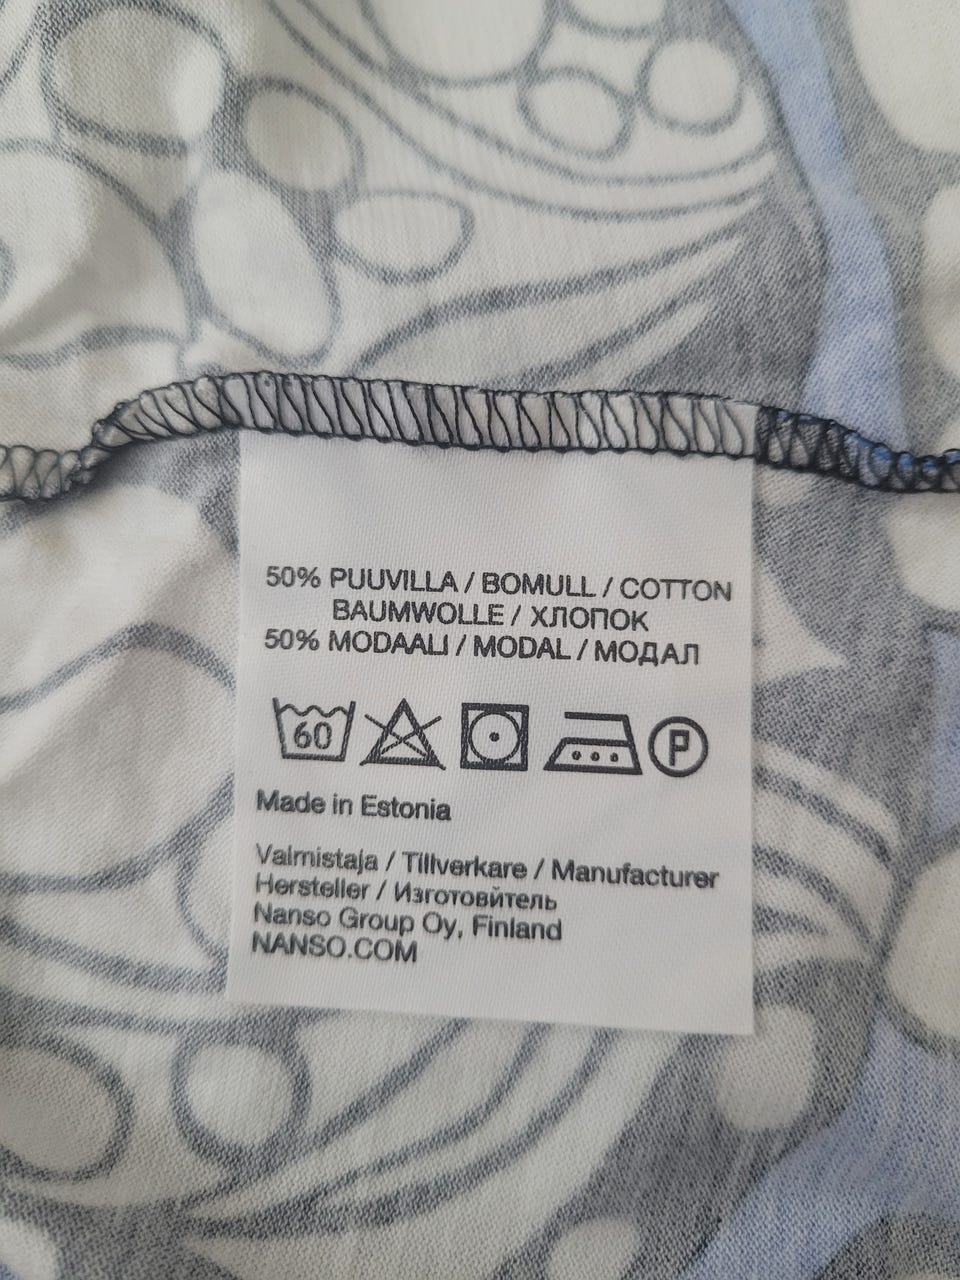 50% PUUVILLA / BOMULL / COTTON
BAUMWOLLE / ХЛОПОК
50% MODAALI / MODAL / МОДАЛ
60 P
Made in Estonia
Valmistaja / Tillverkare / Manufacturer
Hersteller / Изготовйтель
Nanso Group Oy, Finland
NANSO.COM